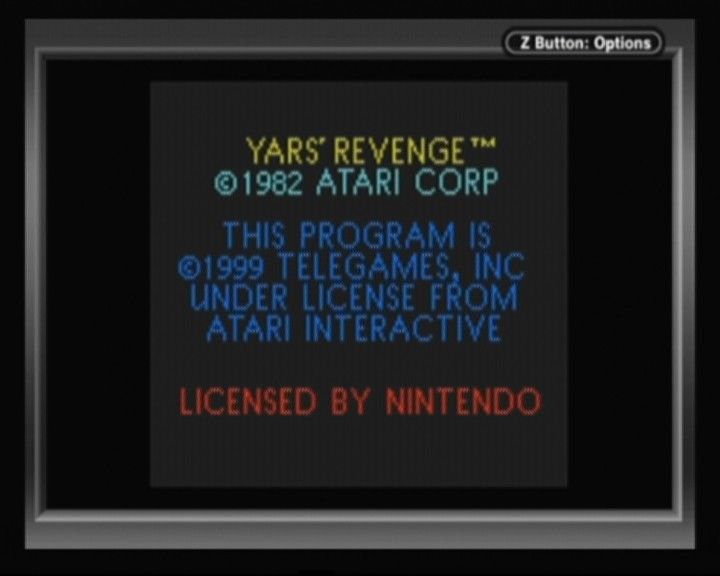 Z Button: Options
YARS' REVENGE™
©1982 ATARI CORP
THIS PROGRAM IS
©1999 TELEGAMES, INC
UNDER LICENSE FROM
ATARI INTERACTIVE
LICENSED BY NINTENDO